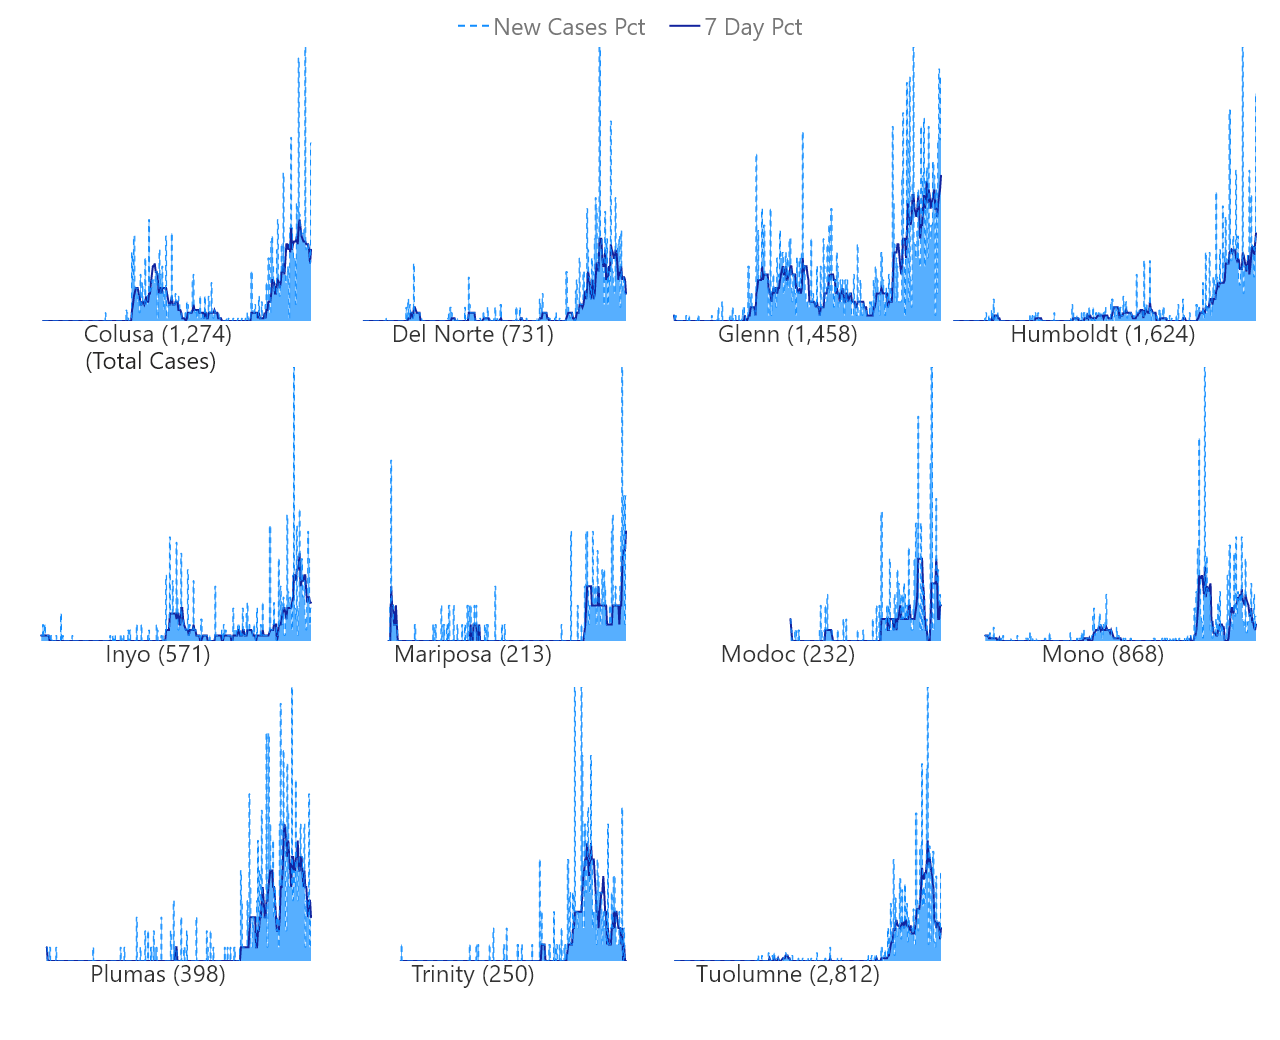 New Cases Pct 7 Day Pct
Colusa (1,274) Del Norte (731) Glenn (1,458) Humboldt (1,624)
(Total Cases)
Inyo (571) Mariposa (213) Modoc (232) Mono (868)
Plumas (398) Trinity (250) Tuolumne (2,812)